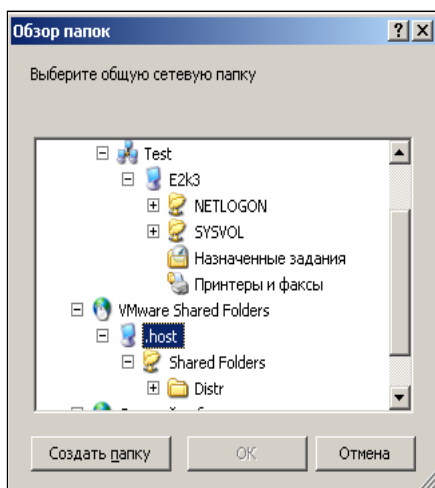 Обзор папок
Выберите общую сетевую папку
Test
E2k3
NETLOGON
SYSVOL
Назначенные задания
Принтеры и факсы
VMware Shared Folders
.host
Shared Folders
Distr
Создать папку
OK
Отмена